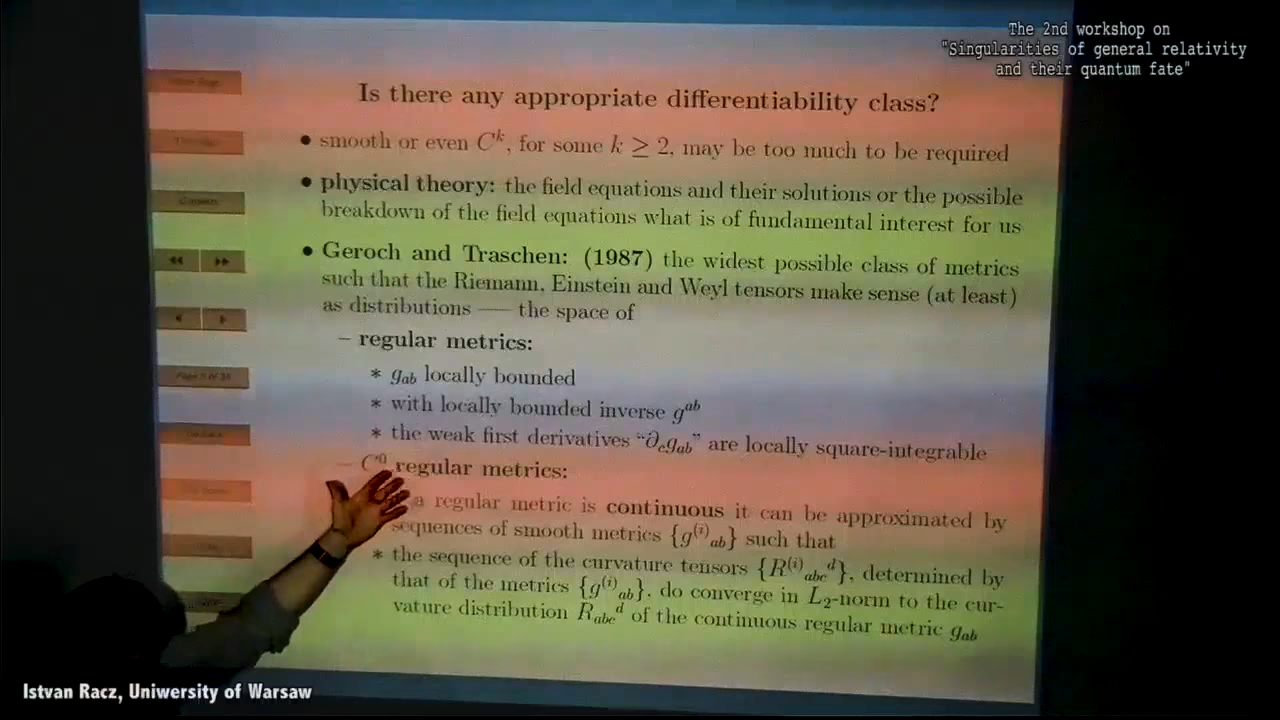 The 2nd workshop on
"Singularities of general relativity
and their quantum fate"
Is there any appropriate differentiability class?
• smooth or even C^k, for some k ≥ 2, may be too much to be required
• physical theory: the field equations and their solutions or the possible
breakdown of the field equations what is of fundamental interest for us
• Geroch and Traschen: (1987) the widest possible class of metrics
such that the Riemann, Einstein and Weyl tensors make sense (at least)
as distributions — the space of
– regular metrics:
* g_ab locally bounded
* with locally bounded inverse g^ab
* the weak first derivatives “∂_c g_ab” are locally square-integrable
– C^0 regular metrics:
a regular metric is continuous it can be approximated by
sequences of smooth metrics {g^(i)_ab} such that
* the sequence of the curvature tensors {R^(i)_abc^d}, determined by
that of the metrics {g^(i)_ab}, do converge in L_2-norm to the cur-
vature distribution R_abc^d of the continuous regular metric g_ab
Istvan Racz, Uniwersity of Warsaw